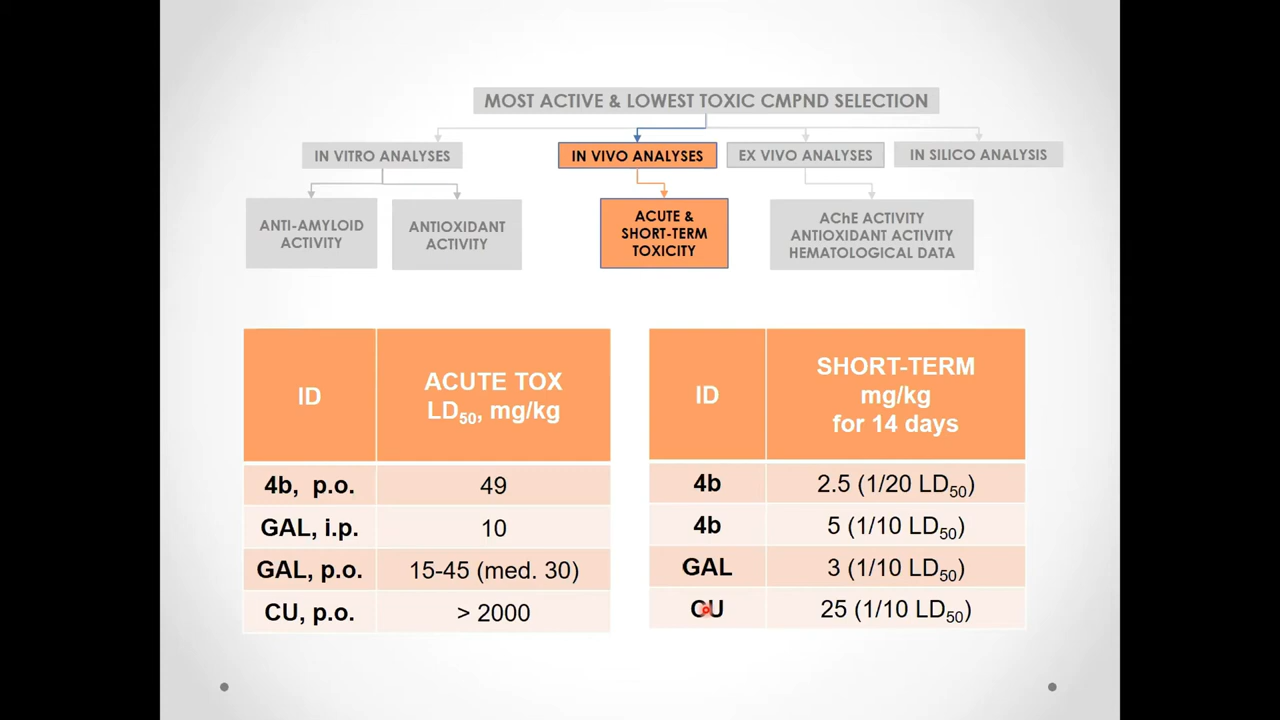 MOST ACTIVE & LOWEST TOXIC CMPND SELECTION
IN VITRO ANALYSES
IN VIVO ANALYSES
EX VIVO ANALYSES
IN SILICO ANALYSIS
ANTI-AMYLOID
ACTIVITY
ANTIOXIDANT
ACTIVITY
ACUTE &
SHORT-TERM
TOXICITY
AChE ACTIVITY
ANTIOXIDANT ACTIVITY
HEMATOLOGICAL DATA
ID
ACUTE TOX
LD50, mg/kg
4b, p.o.
49
GAL, i.p.
10
GAL, p.o.
15-45 (med. 30)
CU, p.o.
> 2000
ID
SHORT-TERM
mg/kg
for 14 days
4b
2.5 (1/20 LD50)
4b
5 (1/10 LD50)
GAL
3 (1/10 LD50)
CU
25 (1/10 LD50)